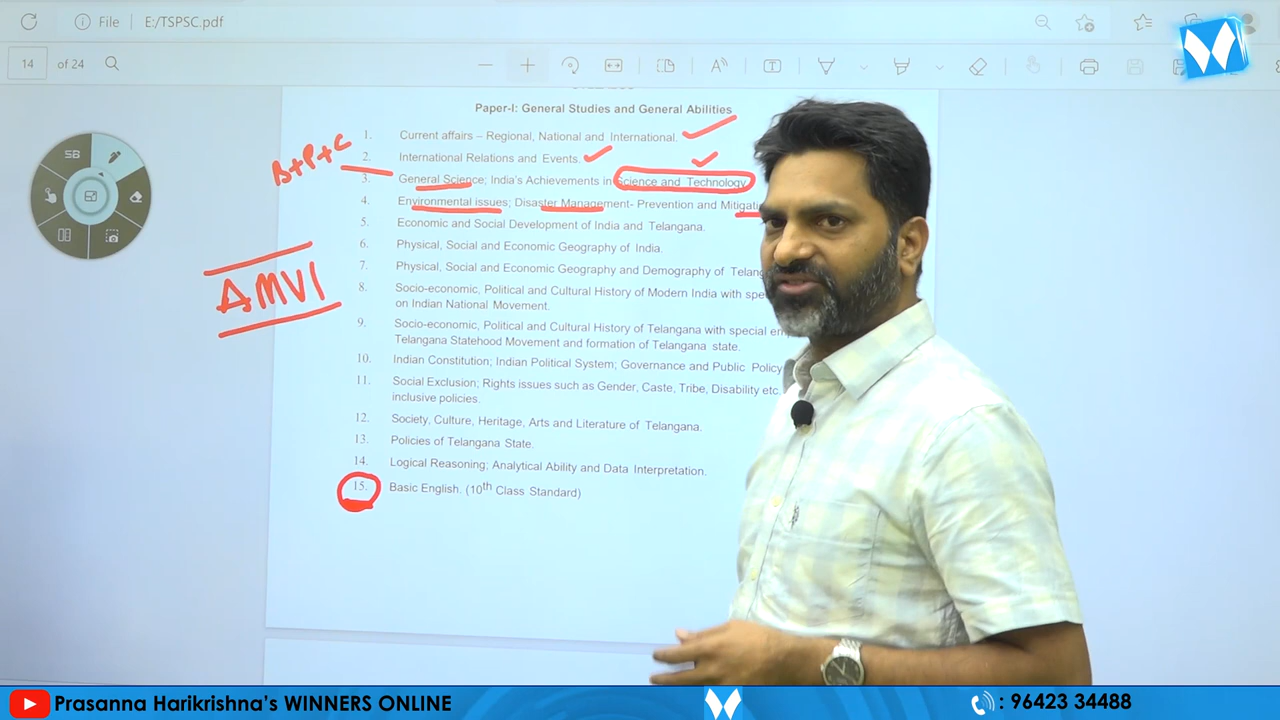 File E:/TSPSC.pdf
14 of 24
Paper-I: General Studies and General Abilities
1. Current affairs – Regional, National and International.
2. International Relations and Events.
B+P+C
3. General Science; India's Achievements in Science and Technology
4. Environmental issues; Disaster Management- Prevention and
5. Economic and Social Development of India and Telangana.
6. Physical, Social and Economic Geography of India.
7. Physical, Social and Economic Geography and Demography of
AMVI
8. Socio-economic, Political and Cultural History of Modern India with
on Indian National Movement.
9. Socio-economic, Political and Cultural History of Telangana with special
Telangana Statehood Movement and formation of Telangana state.
10. Indian Constitution; Indian Political System; Governance and Public Policy
11. Social Exclusion; Rights issues such as Gender, Caste, Tribe, Disability etc.
inclusive policies.
12. Society, Culture, Heritage, Arts and Literature of Telangana.
13. Policies of Telangana State.
14. Logical Reasoning; Analytical Ability and Data Interpretation.
15. Basic English. (10th Class Standard)
SB
W
Prasanna Harikrishna's WINNERS ONLINE
W
: 96423 34488